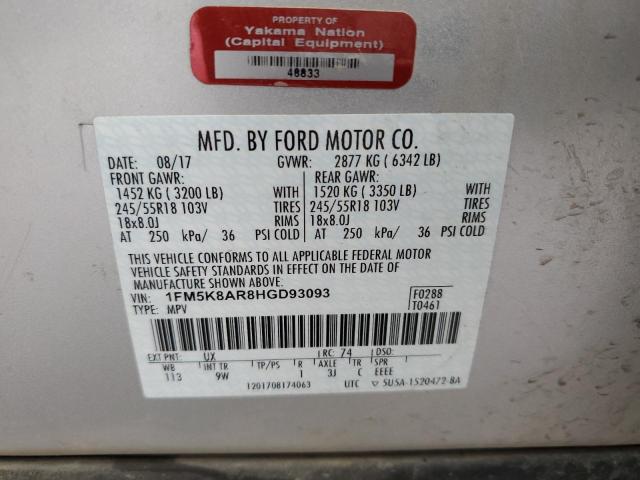 PROPERTY OF
Yakama Nation
(Capital Equipment)
48833
MFD. BY FORD MOTOR CO.
DATE: 08/17 GVWR: 2877 KG ( 6342 LB)
FRONT GAWR: REAR GAWR:
1452 KG ( 3200 LB) WITH 1520 KG ( 3350 LB) WITH
245/55R18 103V TIRES 245/55R18 103V TIRES
18x8.0J RIMS 18x8.0J RIMS
AT 250 kPa/ 36 PSI COLD AT 250 kPa/ 36 PSI COLD
THIS VEHICLE CONFORMS TO ALL APPLICABLE FEDERAL MOTOR
VEHICLE SAFETY STANDARDS IN EFFECT ON THE DATE OF
MANUFACTURE SHOWN ABOVE.
VIN: 1FM5K8AR8HGD93093 F0288
TYPE: MPV T0461
EXT PNT: UX RC: 74 DSO:
WB INT TR TP/PS R AXLE TR SPR
113 9W 1 3J C EEEE
1201708174063 UTC ▽ 5U5A-1520472-BA